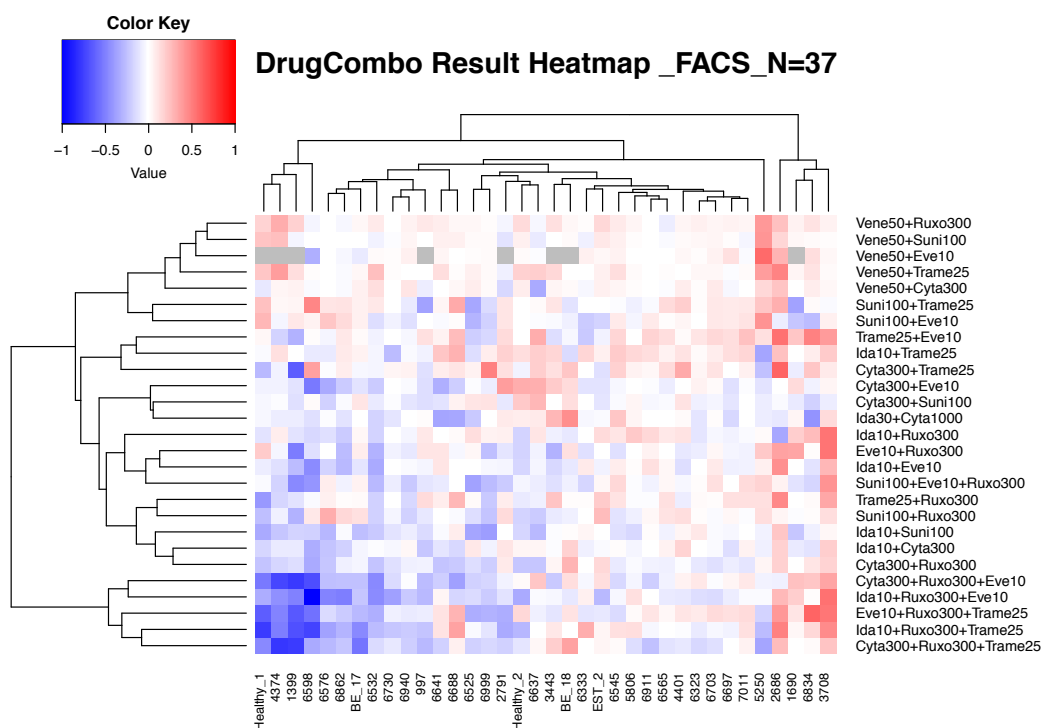 Color Key
DrugCombo Result Heatmap _FACS_N=37
−1 −0.5 0 0.5 1
Value
Vene50+Ruxo300
Vene50+Suni100
Vene50+Eve10
Vene50+Trame25
Vene50+Cyta300
Suni100+Trame25
Suni100+Eve10
Trame25+Eve10
Ida10+Trame25
Cyta300+Trame25
Cyta300+Eve10
Cyta300+Suni100
Ida30+Cyta1000
Ida10+Ruxo300
Eve10+Ruxo300
Ida10+Eve10
Suni100+Eve10+Ruxo300
Trame25+Ruxo300
Suni100+Ruxo300
Ida10+Suni100
Ida10+Cyta300
Cyta300+Ruxo300
Cyta300+Ruxo300+Eve10
Ida10+Ruxo300+Eve10
Eve10+Ruxo300+Trame25
Ida10+Ruxo300+Trame25
Cyta300+Ruxo300+Trame25
Healthy_1
4374
1399
6598
6576
6862
BE_17
6532
6730
6940
997
6641
6688
6525
6999
2791
Healthy_2
6637
3443
BE_18
6333
EST_2
6545
5806
6911
6565
4401
6323
6703
6697
7011
5250
2686
1690
6834
3708